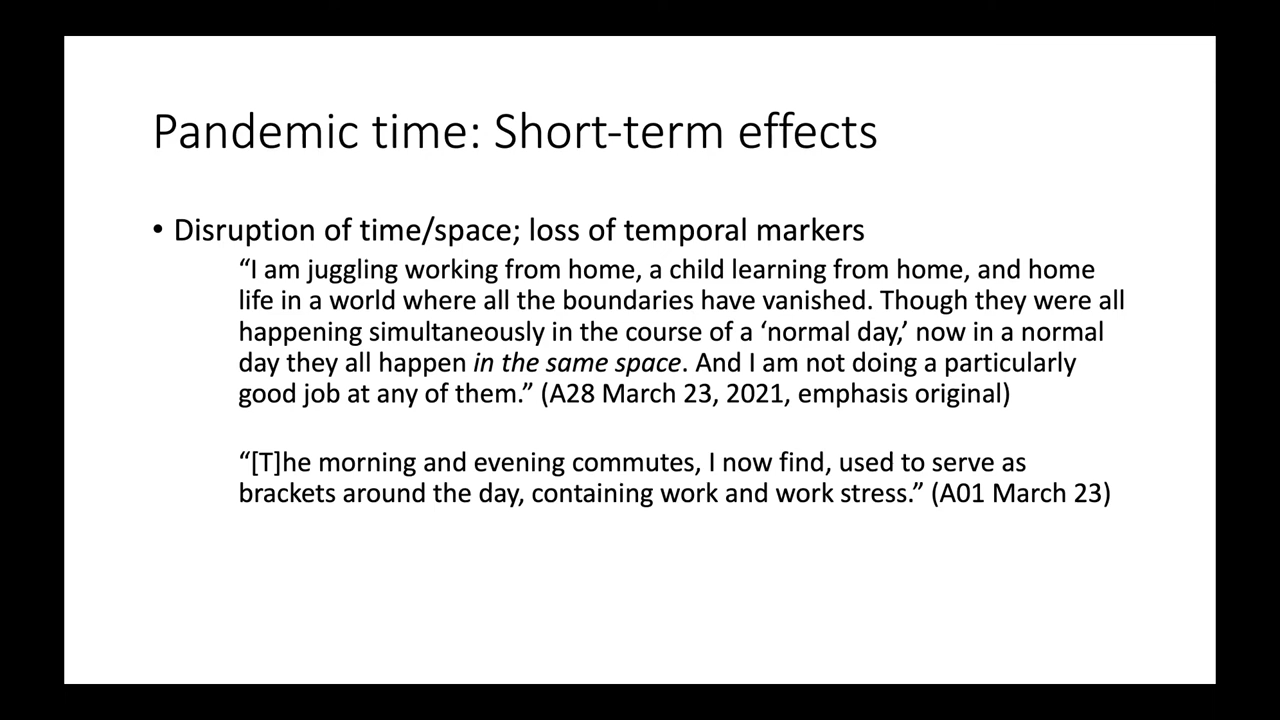 Pandemic time: Short-term effects
• Disruption of time/space; loss of temporal markers
“I am juggling working from home, a child learning from home, and home
life in a world where all the boundaries have vanished. Though they were all
happening simultaneously in the course of a ‘normal day,’ now in a normal
day they all happen in the same space. And I am not doing a particularly
good job at any of them.” (A28 March 23, 2021, emphasis original)
“[T]he morning and evening commutes, I now find, used to serve as
brackets around the day, containing work and work stress.” (A01 March 23)